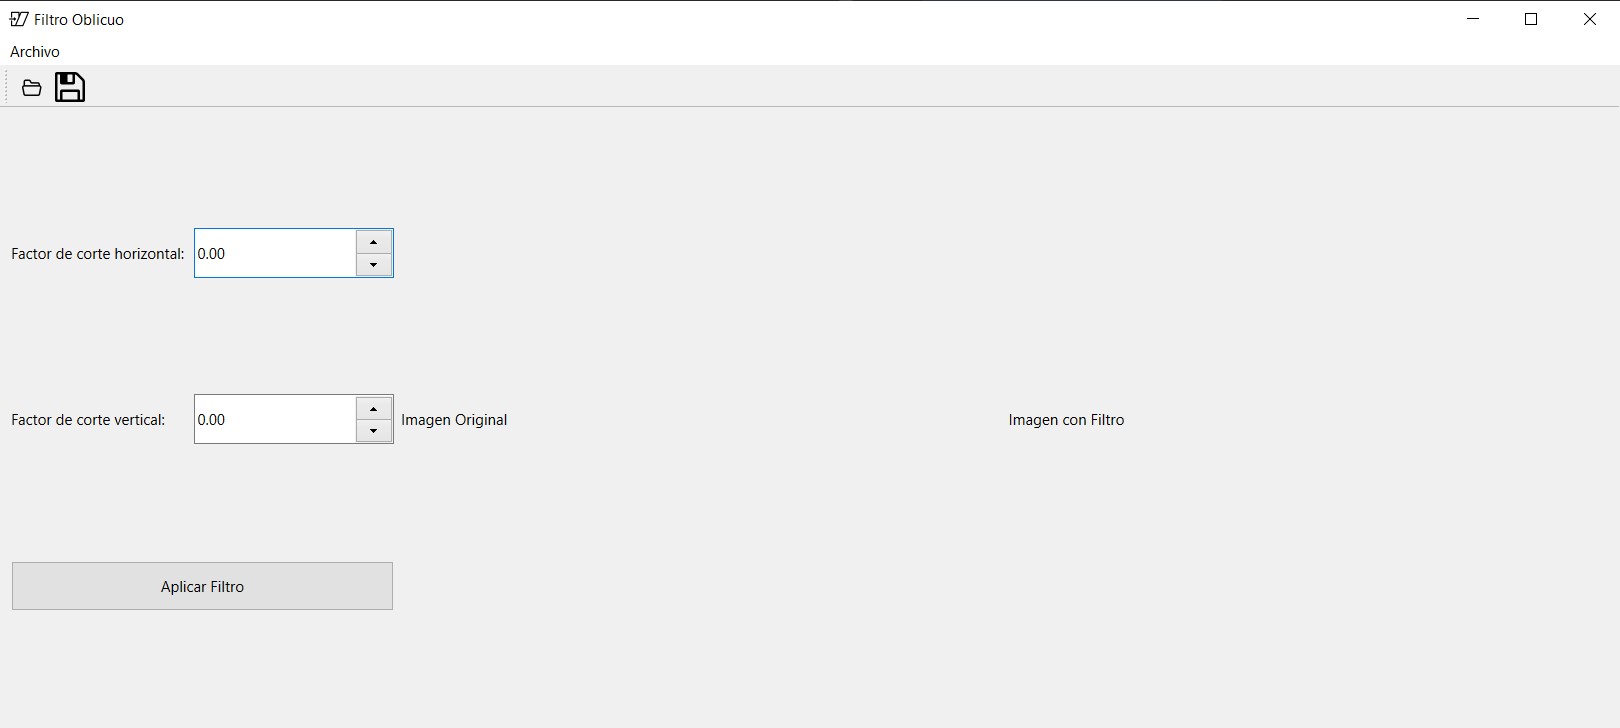 Filtro Oblicuo
Archivo
Factor de corte horizontal: 0.00
Factor de corte vertical: 0.00 Imagen Original Imagen con Filtro
Aplicar Filtro